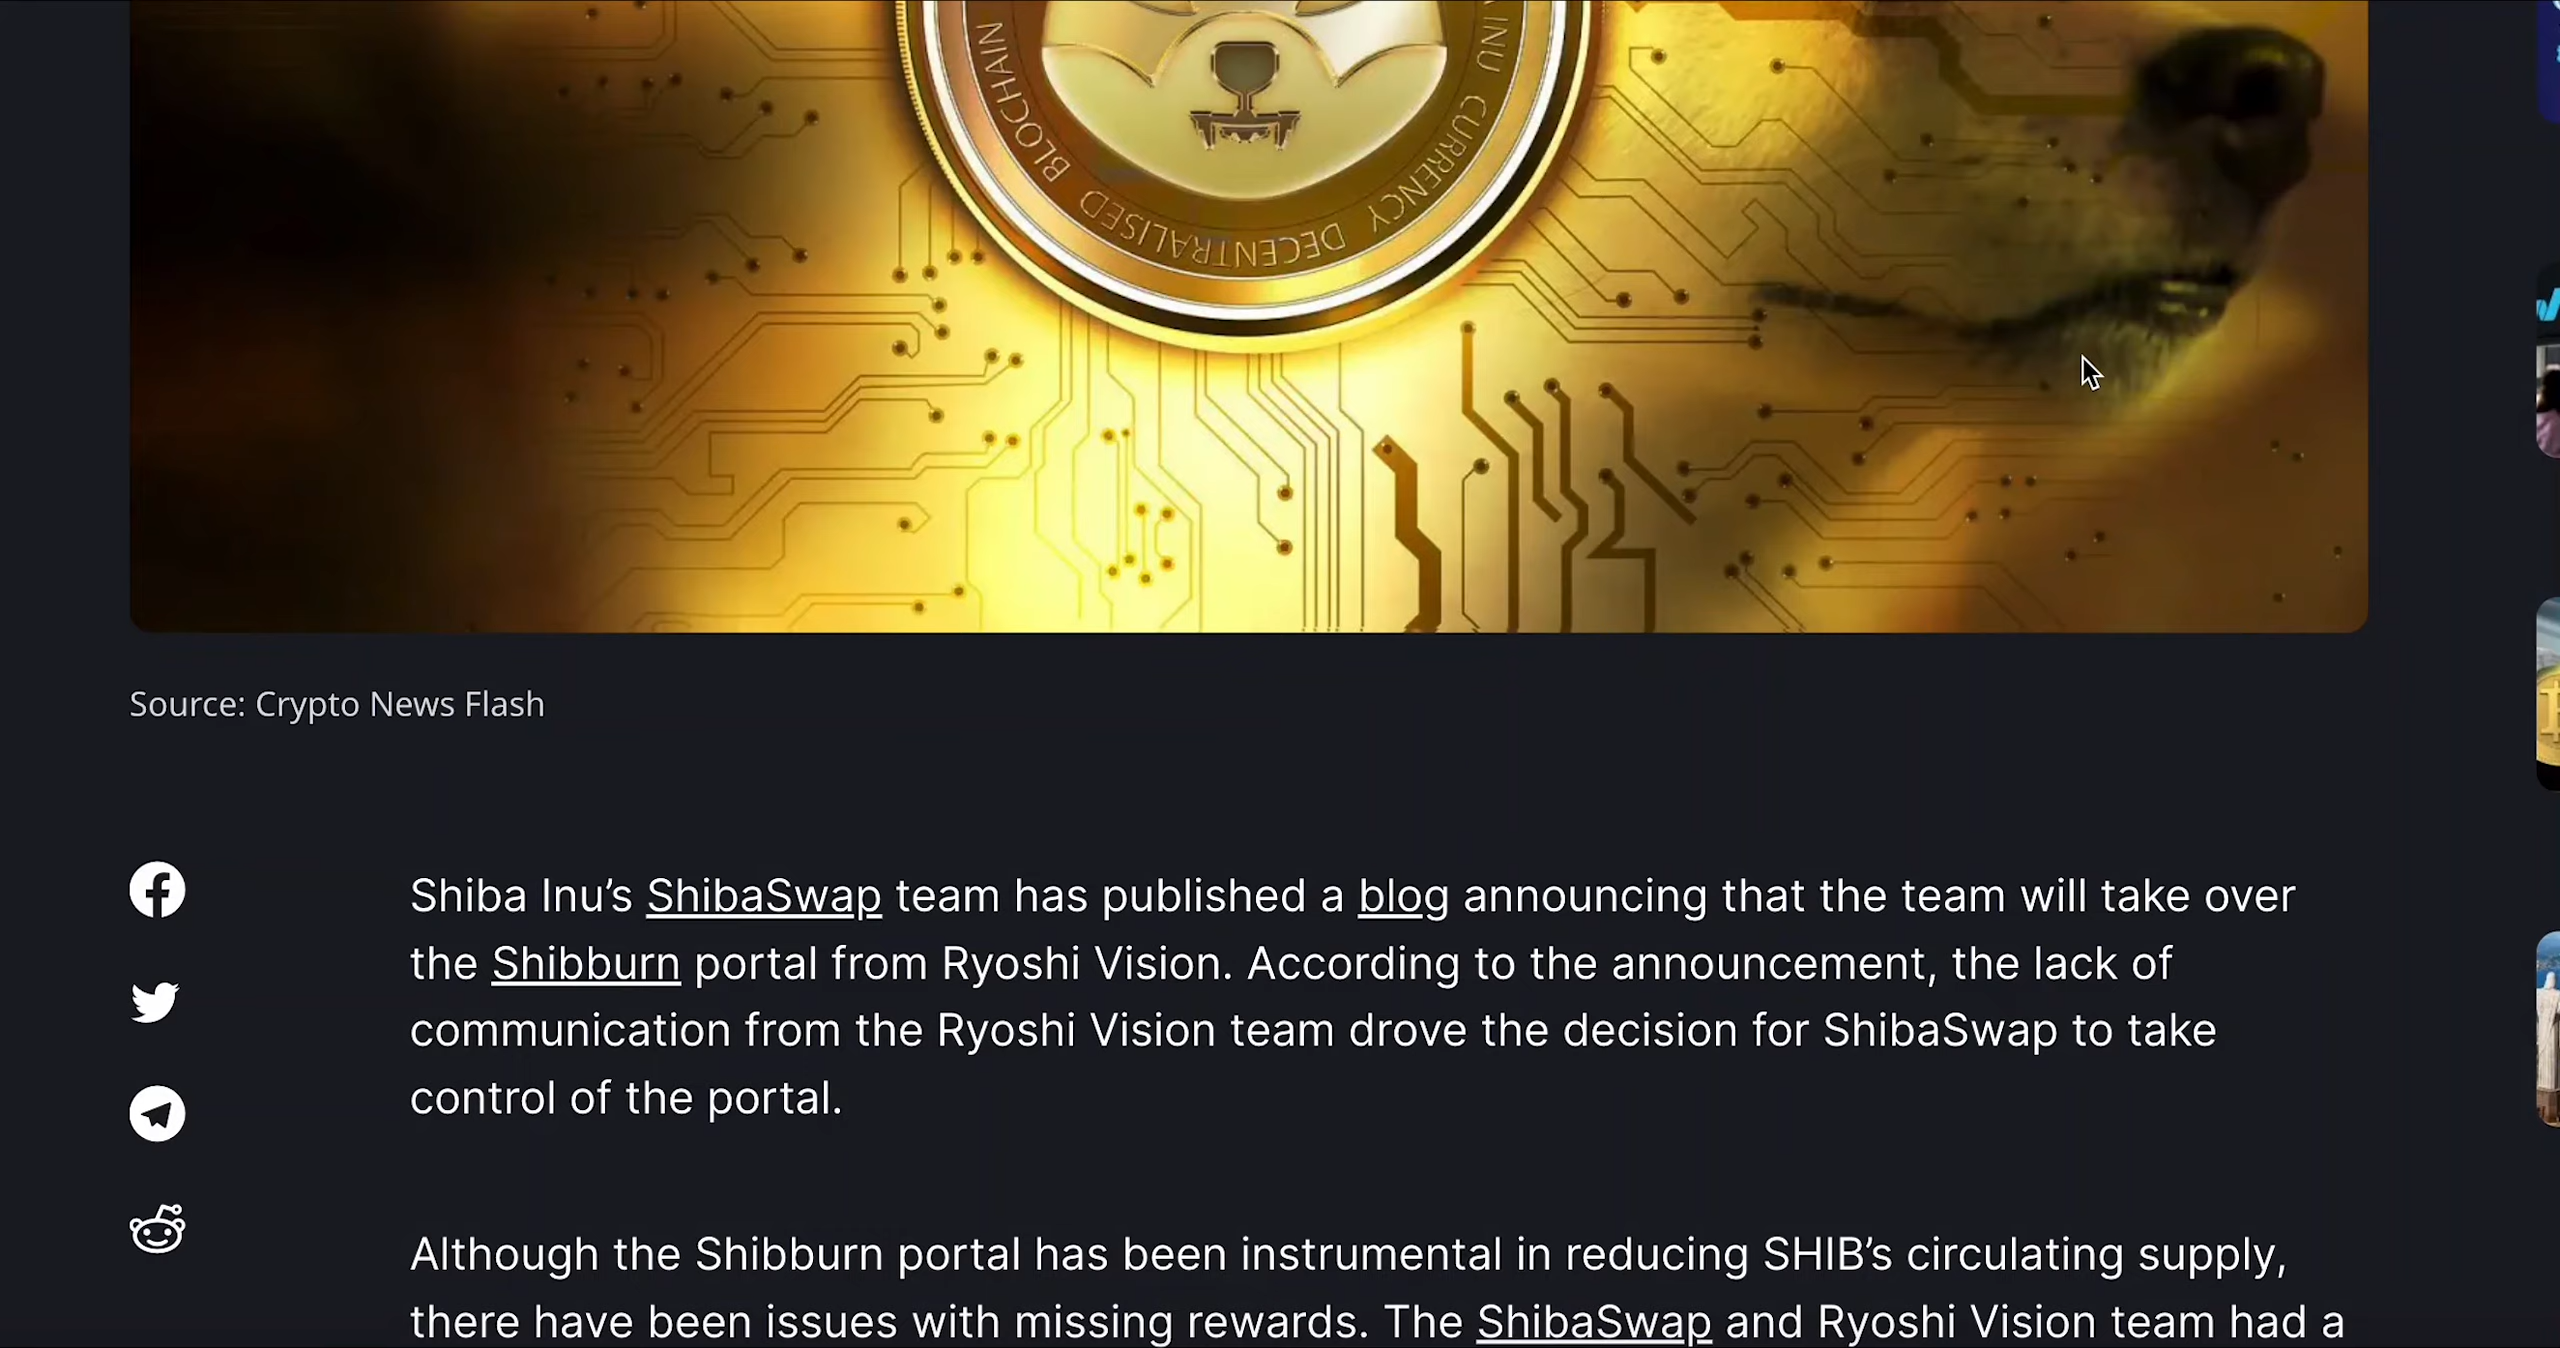 BLOCHAIN DECENTRALISED CURRENCY INU
Source: Crypto News Flash
Shiba Inu’s ShibaSwap team has published a blog announcing that the team will take over
the Shibburn portal from Ryoshi Vision. According to the announcement, the lack of
communication from the Ryoshi Vision team drove the decision for ShibaSwap to take
control of the portal.
Although the Shibburn portal has been instrumental in reducing SHIB’s circulating supply,
there have been issues with missing rewards. The ShibaSwap and Ryoshi Vision team had a